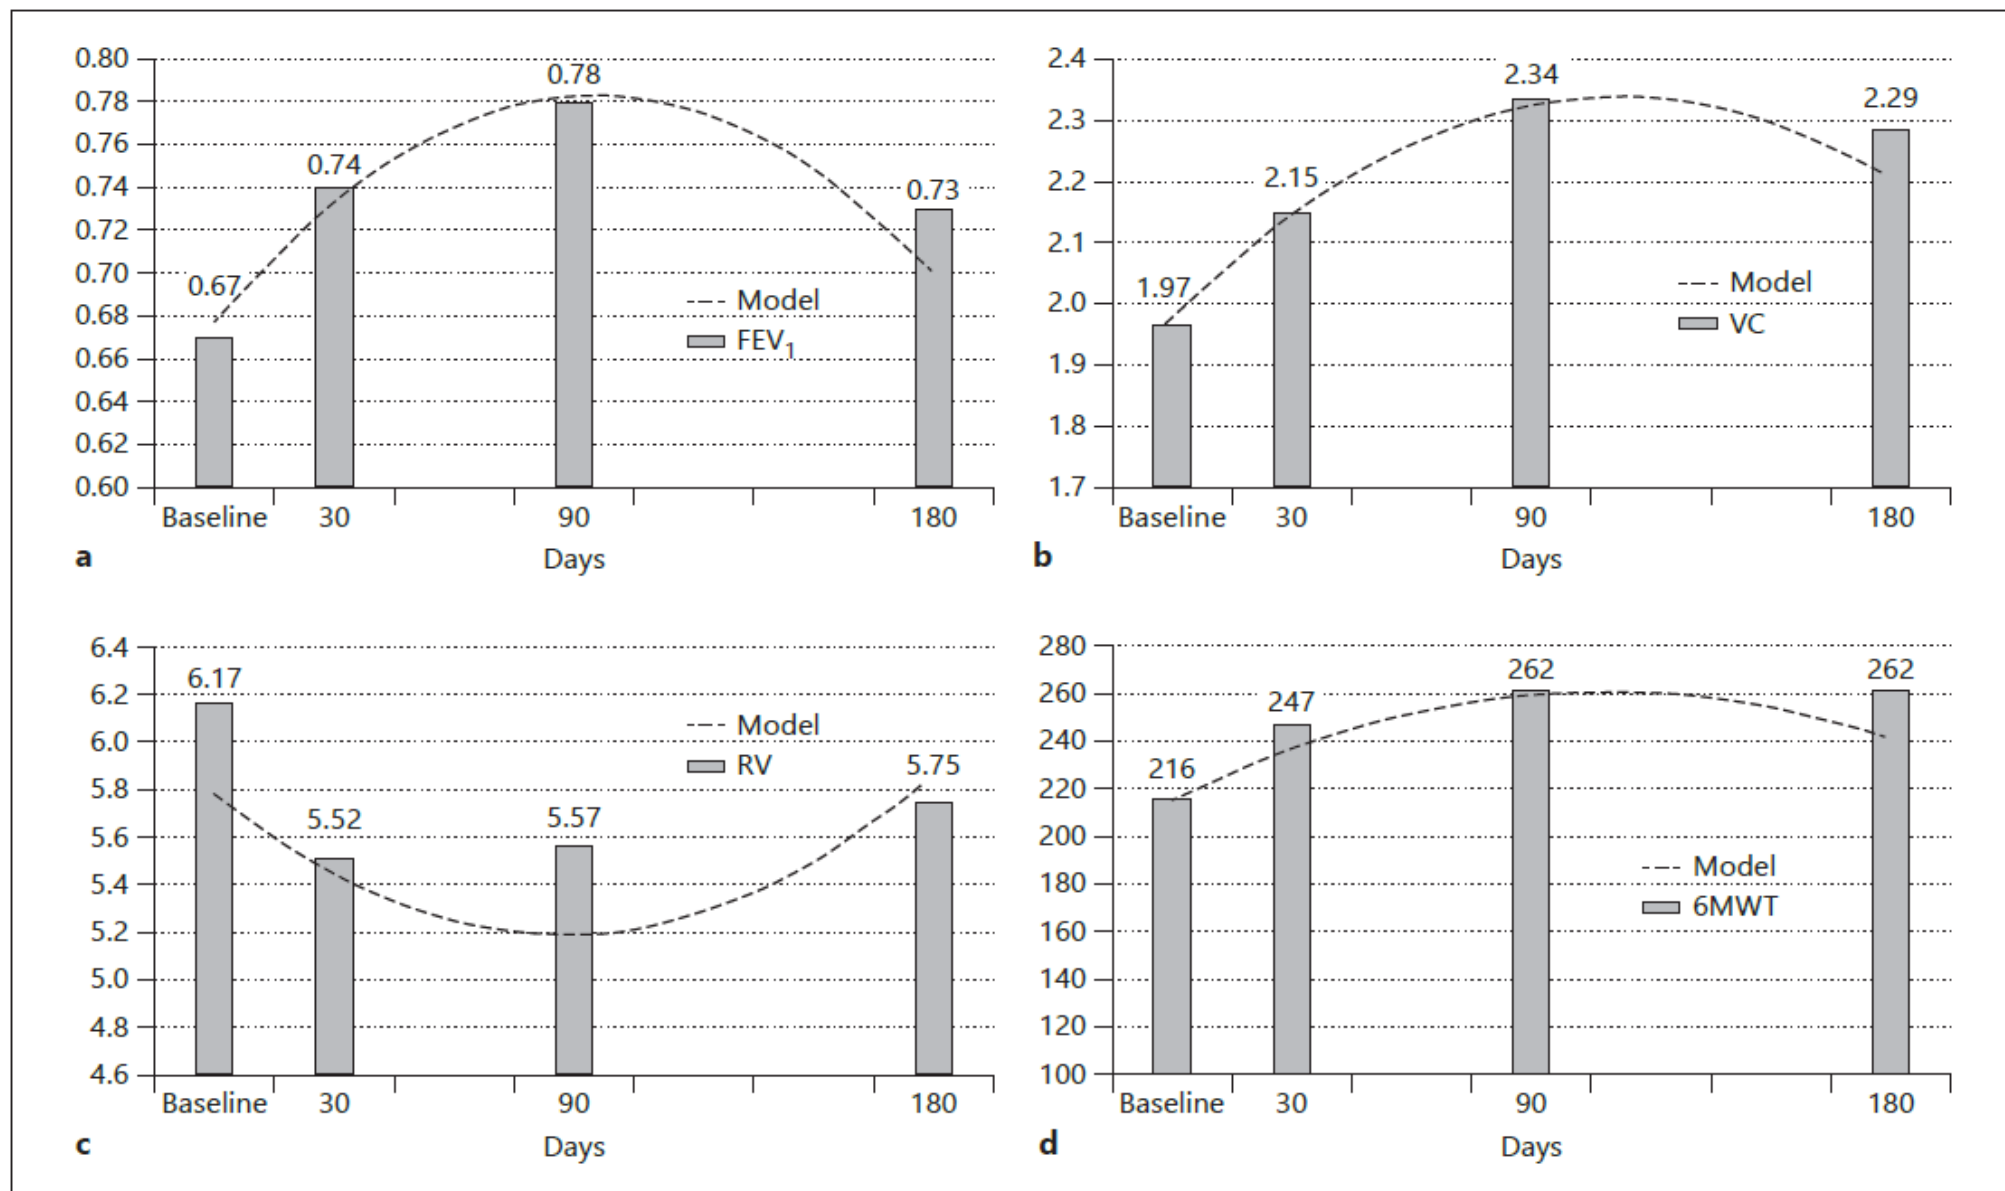 0.80
0.78
0.76
0.74
0.72
0.70
0.68
0.66
0.64
0.62
0.60
0.67
0.74
0.78
0.73
Model
FEV1
Baseline 30 90 180
a
Days
2.4
2.3
2.2
2.1
2.0
1.9
1.8
1.7
1.97
2.15
2.34
2.29
Model
VC
Baseline 30 90 180
b
Days
6.4
6.2
6.0
5.8
5.6
5.4
5.2
5.0
4.8
4.6
6.17
5.52
5.57
5.75
Model
RV
Baseline 30 90 180
c
Days
280
260
240
220
200
180
160
140
120
100
216
247
262
262
Model
6MWT
Baseline 30 90 180
d
Days